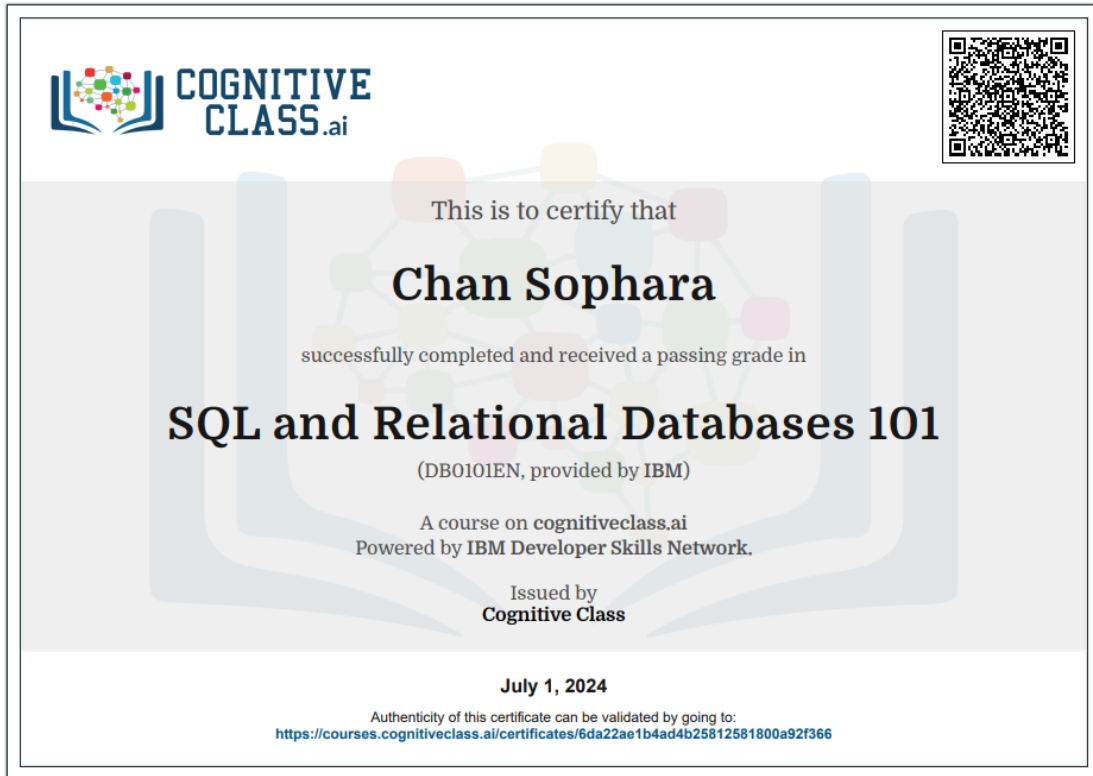 COGNITIVE
CLASS.ai
This is to certify that
Chan Sophara
successfully completed and received a passing grade in
SQL and Relational Databases 101
(DB0101EN, provided by IBM)
A course on cognitiveclass.ai
Powered by IBM Developer Skills Network.
Issued by
Cognitive Class
July 1, 2024
Authenticity of this certificate can be validated by going to:
https://courses.cognitiveclass.ai/certificates/6da22ae1b4ad4b25812581800a92f366